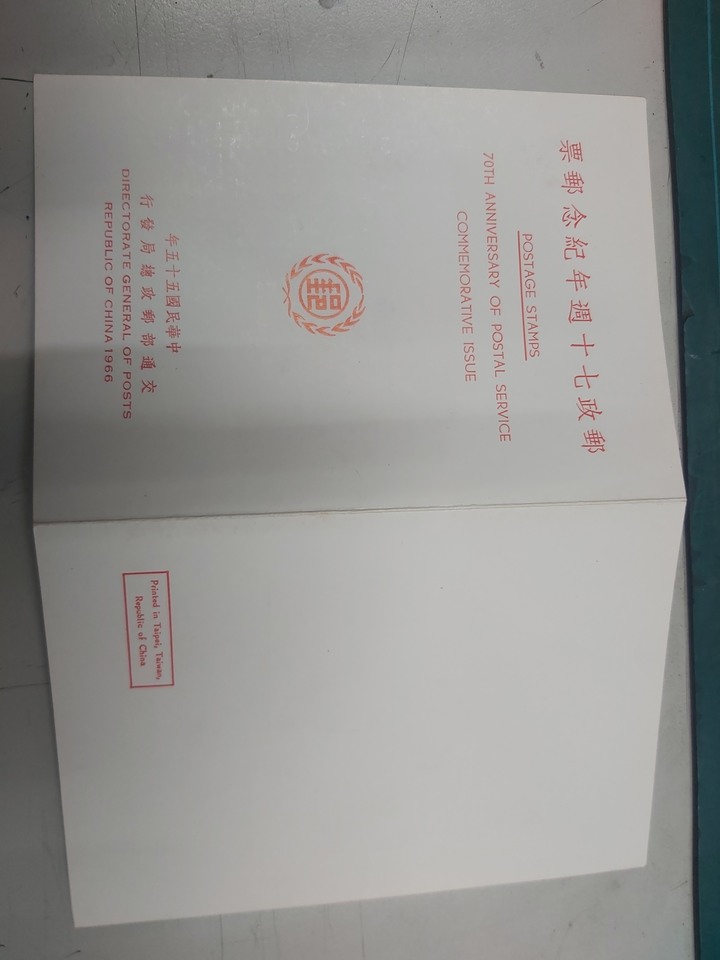 郵政七十週年紀念郵票
POSTAGE STAMPS
70TH ANNIVERSARY OF POSTAL SERVICE
COMMEMORATIVE ISSUE
郵
中華民國五十五年
交通部郵政總局發行
DIRECTORATE GENERAL OF POSTS
REPUBLIC OF CHINA 1966
Printed in Taipei, Taiwan,
Republic of China